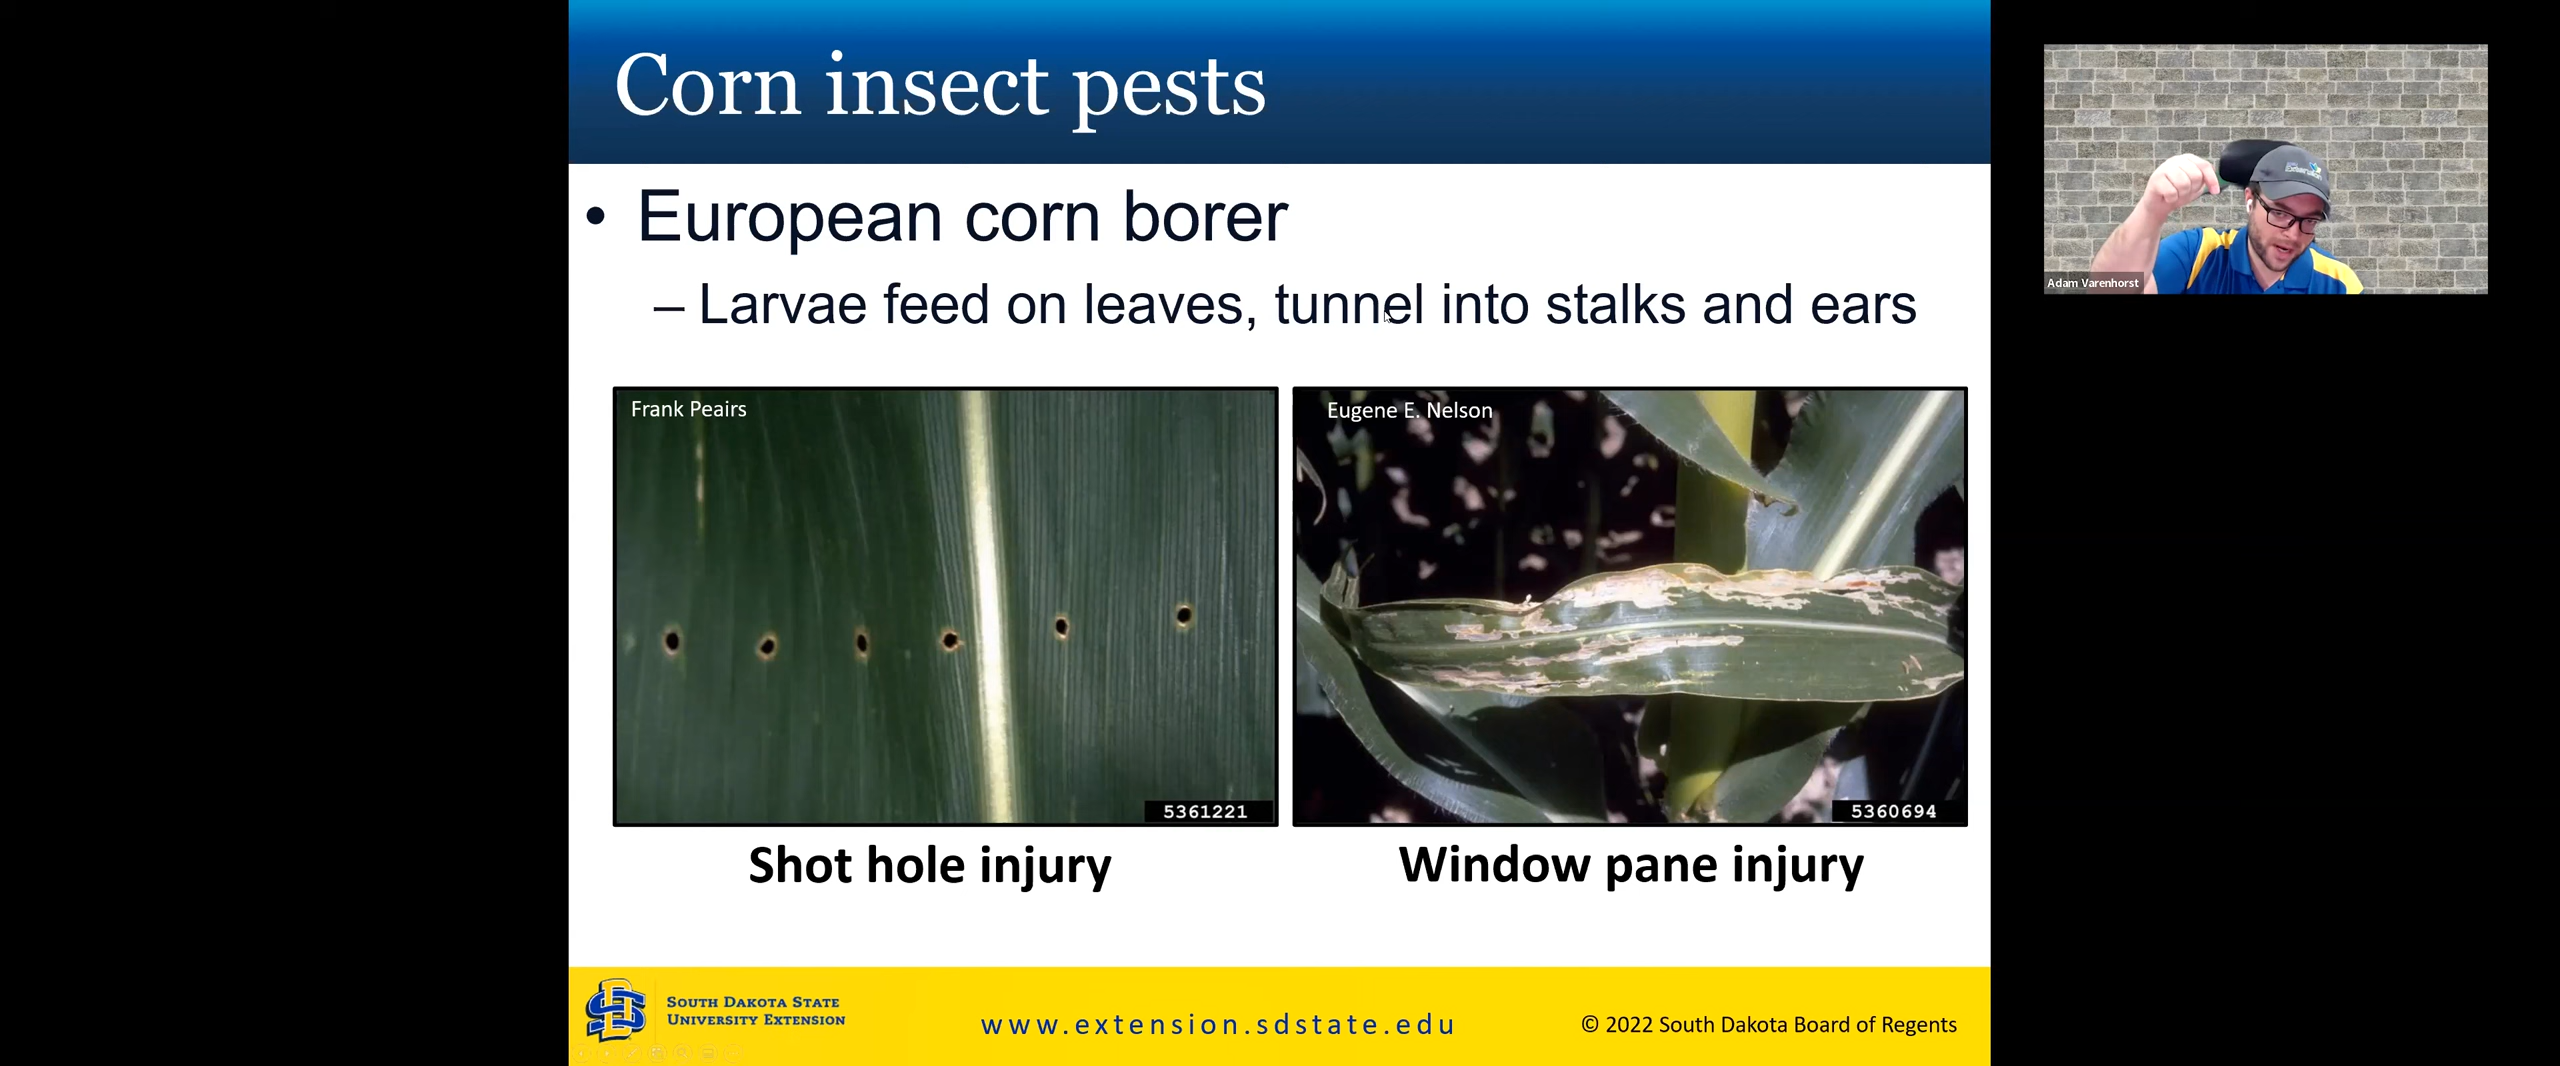 Corn insect pests
• European corn borer
– Larvae feed on leaves, tunnel into stalks and ears
Frank Peairs
5361221
Eugene E. Nelson
5360694
Shot hole injury
Window pane injury
SOUTH DAKOTA STATE
UNIVERSITY EXTENSION
www.extension.sdstate.edu
© 2022 South Dakota Board of Regents
Extension
Adam Varenhorst